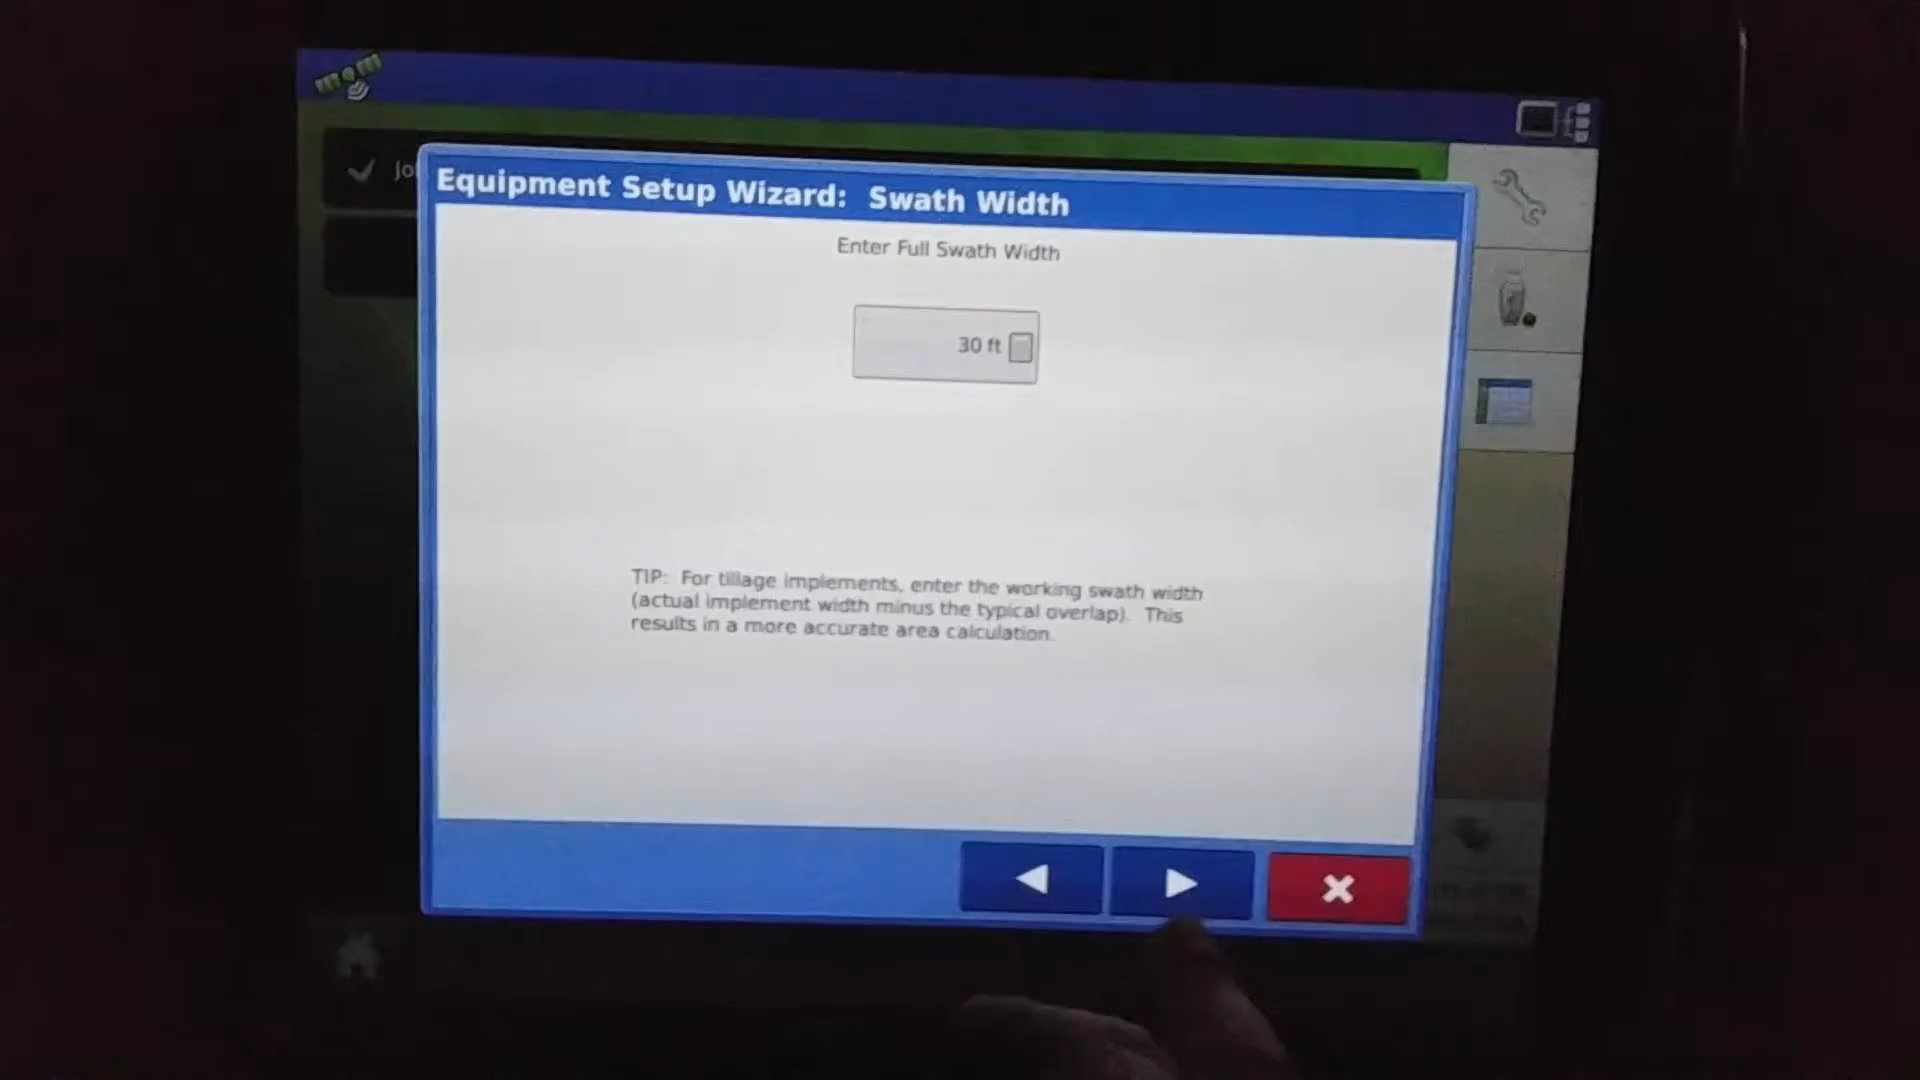 Jo
Equipment Setup Wizard: Swath Width
Enter Full Swath Width
30 ft
TIP: For tillage implements, enter the working swath width
(actual implement width minus the typical overlap). This
results in a more accurate area calculation.